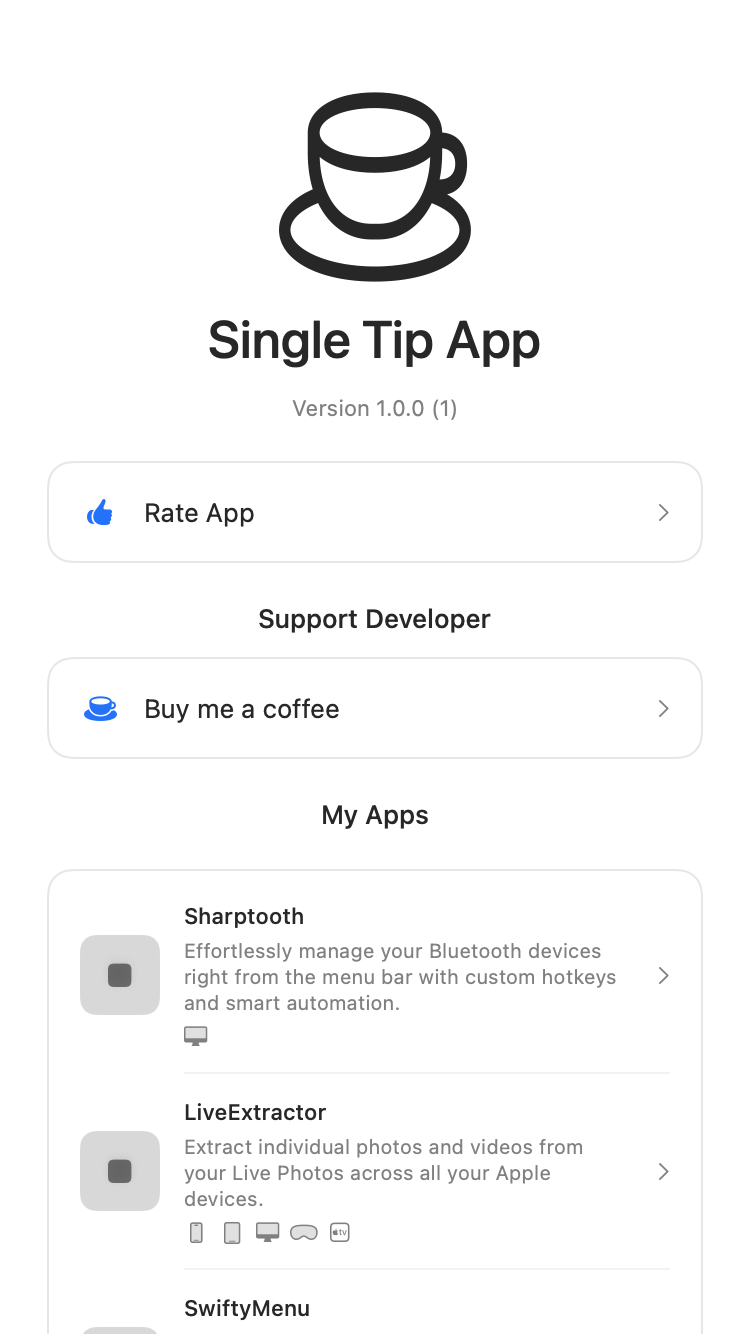 Single Tip App
Version 1.0.0 (1)
Rate App
Support Developer
Buy me a coffee
My Apps
Sharptooth
Effortlessly manage your Bluetooth devices
right from the menu bar with custom hotkeys
and smart automation.
LiveExtractor
Extract individual photos and videos from
your Live Photos across all your Apple
devices.
tv
SwiftyMenu